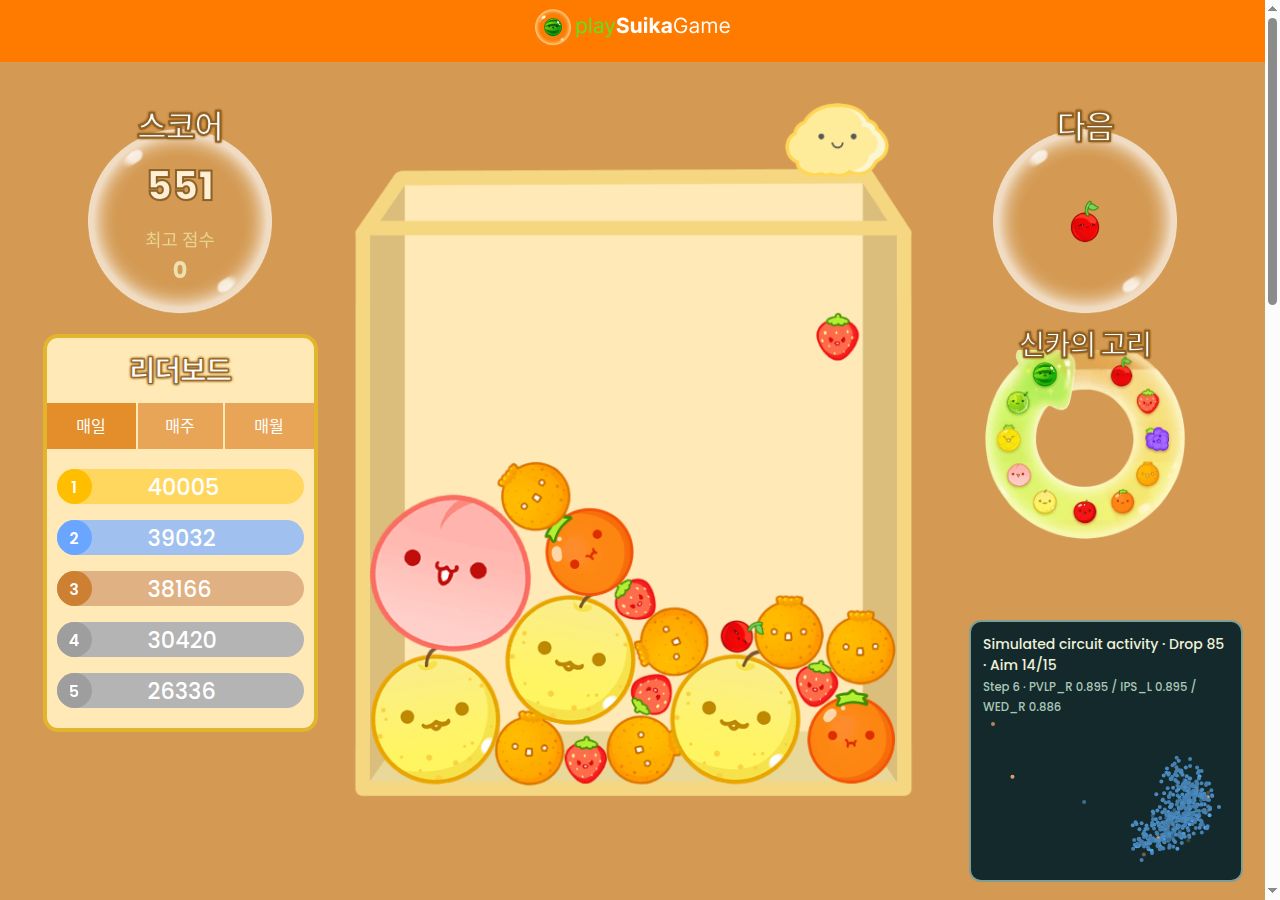 playSuikaGame
스코어
551
최고 점수
0
다음
리더보드
매일 매주 매월
1 40005
2 39032
3 38166
4 30420
5 26336
신카의 고리
Simulated circuit activity · Drop 85
· Aim 14/15
Step 6 · PVLP_R 0.895 / IPS_L 0.895 /
WED_R 0.886